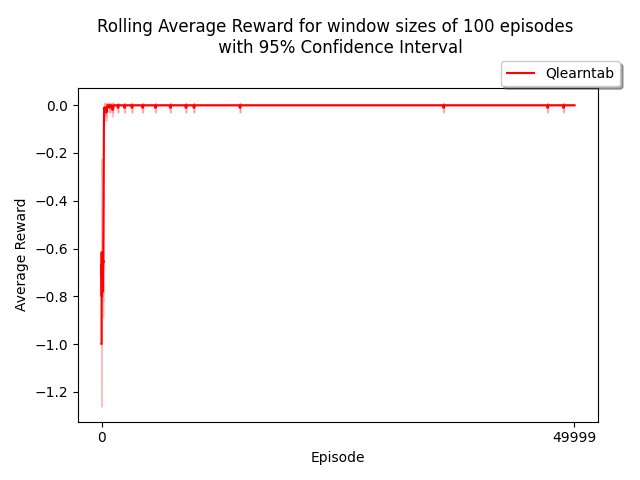 Rolling Average Reward for window sizes of 100 episodes
with 95% Confidence Interval
Qlearntab
0.0
−0.2
−0.4
−0.6
−0.8
−1.0
−1.2
Average Reward
0
49999
Episode